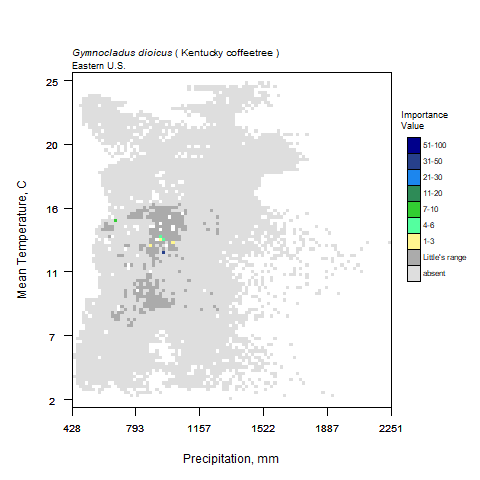 Gymnocladus dioicus ( Kentucky coffeetree )
Eastern U.S.
25
20
16
11
7
2
Mean Temperature, C
428 793 1157 1522 1887 2251
Precipitation, mm
Importance
Value
51-100
31-50
21-30
11-20
7-10
4-6
1-3
Little's range
absent